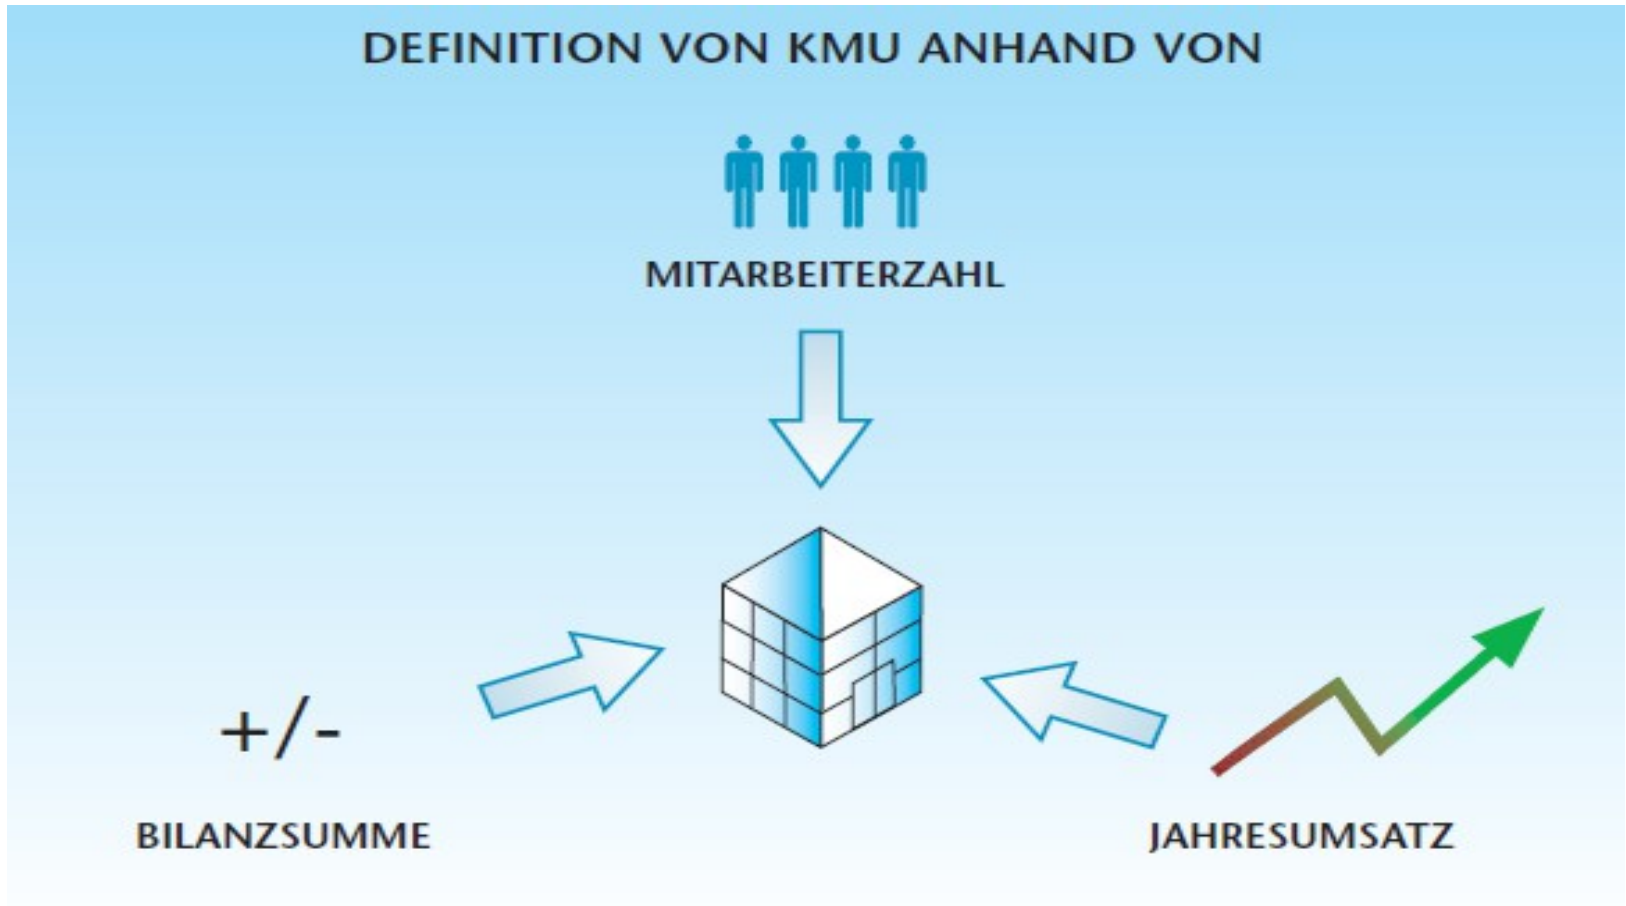 DEFINITION VON KMU ANHAND VON
MITARBEITERZAHL
+/-
BILANZSUMME
JAHRESUMSATZ